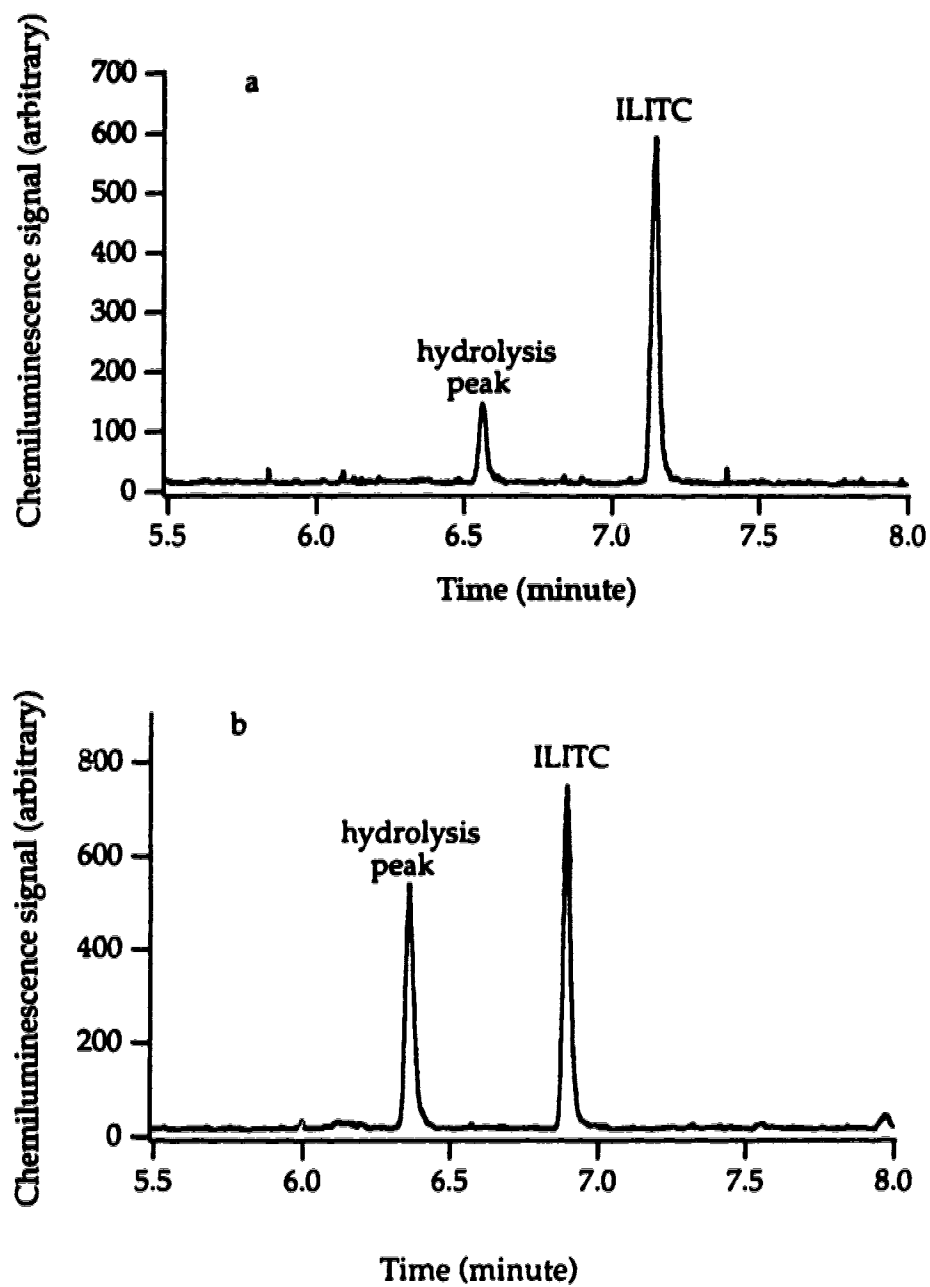 Chemiluminescence signal (arbitrary)
a
700
600
500
400
300
200
100
0
ILITC
hydrolysis
peak
5.5 6.0 6.5 7.0 7.5 8.0
Time (minute)
Chemiluminescence signal (arbitrary)
b
800
600
400
200
0
ILITC
hydrolysis
peak
5.5 6.0 6.5 7.0 7.5 8.0
Time (minute)